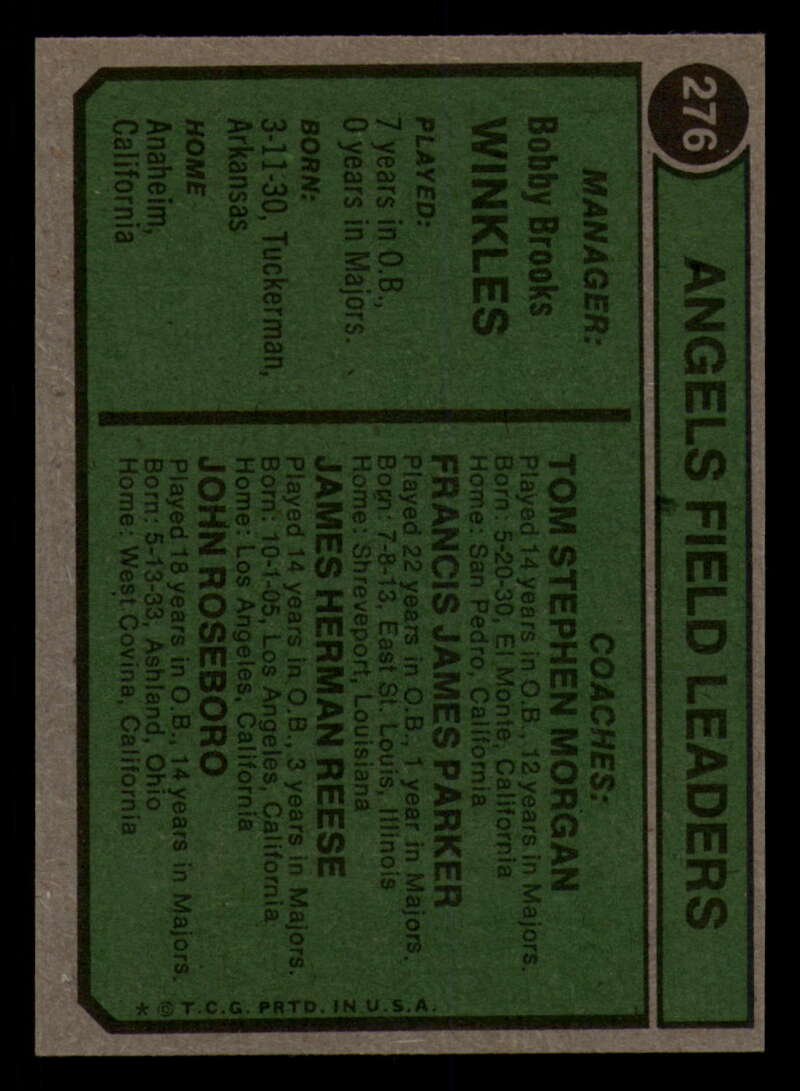 276
ANGELS FIELD LEADERS
MANAGER:
Bobby Brooks
WINKLES
PLAYED:
7 years in O.B.,
0 years in Majors.
BORN:
3-11-30, Tuckerman,
Arkansas
HOME
Anaheim,
California
COACHES:
TOM STEPHEN MORGAN
Played 14 years in O.B., 12 years in Majors.
Born: 5-20-30, El Monte, California
Home: San Pedro, California
FRANCIS JAMES PARKER
Played 22 years in O.B., 1 year in Majors.
Born: 7-8-13, East St. Louis, Illinois
Home: Shreveport, Louisiana
JAMES HERMAN REESE
Played 14 years in O.B., 3 years in Majors.
Born: 10-1-05, Los Angeles, California
Home: Los Angeles, California
JOHN ROSEBORO
Played 18 years in O.B., 14 years in Majors.
Born: 5-13-33, Ashland, Ohio
Home: West Covina, California
* © T.C.G. PRTD. IN U.S.A.